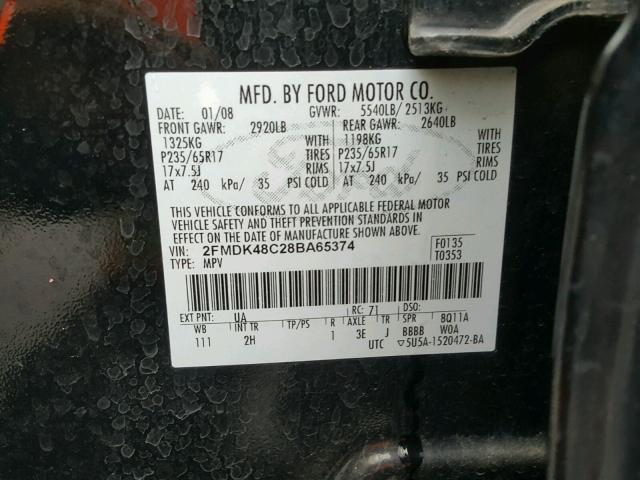 MFD. BY FORD MOTOR CO.
DATE: 01/08 GVWR: 5540LB/ 2513KG
FRONT GAWR: 2920LB REAR GAWR: 2640LB
1325KG WITH 1198KG WITH
P235/65R17 TIRES P235/65R17 TIRES
17x7.5J RIMS 17x7.5J RIMS
AT 240 kPa/ 35 PSI COLD AT 240 kPa/ 35 PSI COLD
THIS VEHICLE CONFORMS TO ALL APPLICABLE FEDERAL MOTOR
VEHICLE SAFETY AND THEFT PREVENTION STANDARDS IN
EFFECT ON THE DATE OF MANUFACTURE SHOWN ABOVE.
VIN: 2FMDK48C28BA65374 F0135
TYPE: MPV T0353
EXT PNT: UA RC: 71 DSO:
WB INT TR TP/PS R AXLE TR SPR 8Q11A
111 2H 1 3E J BBBB W0A
UTC ▽5U5A-1520472-BA
Ford